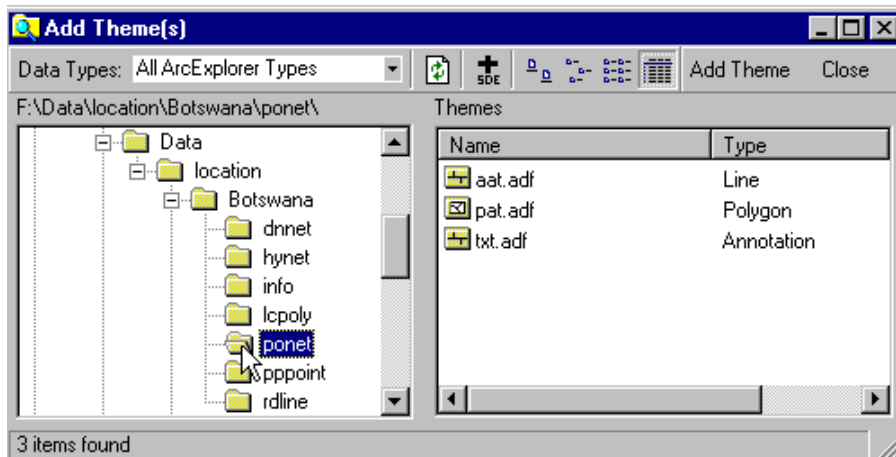 Add Theme(s)
Data Types: All ArcExplorer Types SDE Add Theme Close
F:\Data\location\Botswana\ponet\ Themes
Data
location
Botswana
dnnet
hynet
info
lcpoly
ponet
pppoint
rdline
Name Type
aat.adf Line
pat.adf Polygon
txt.adf Annotation
3 items found